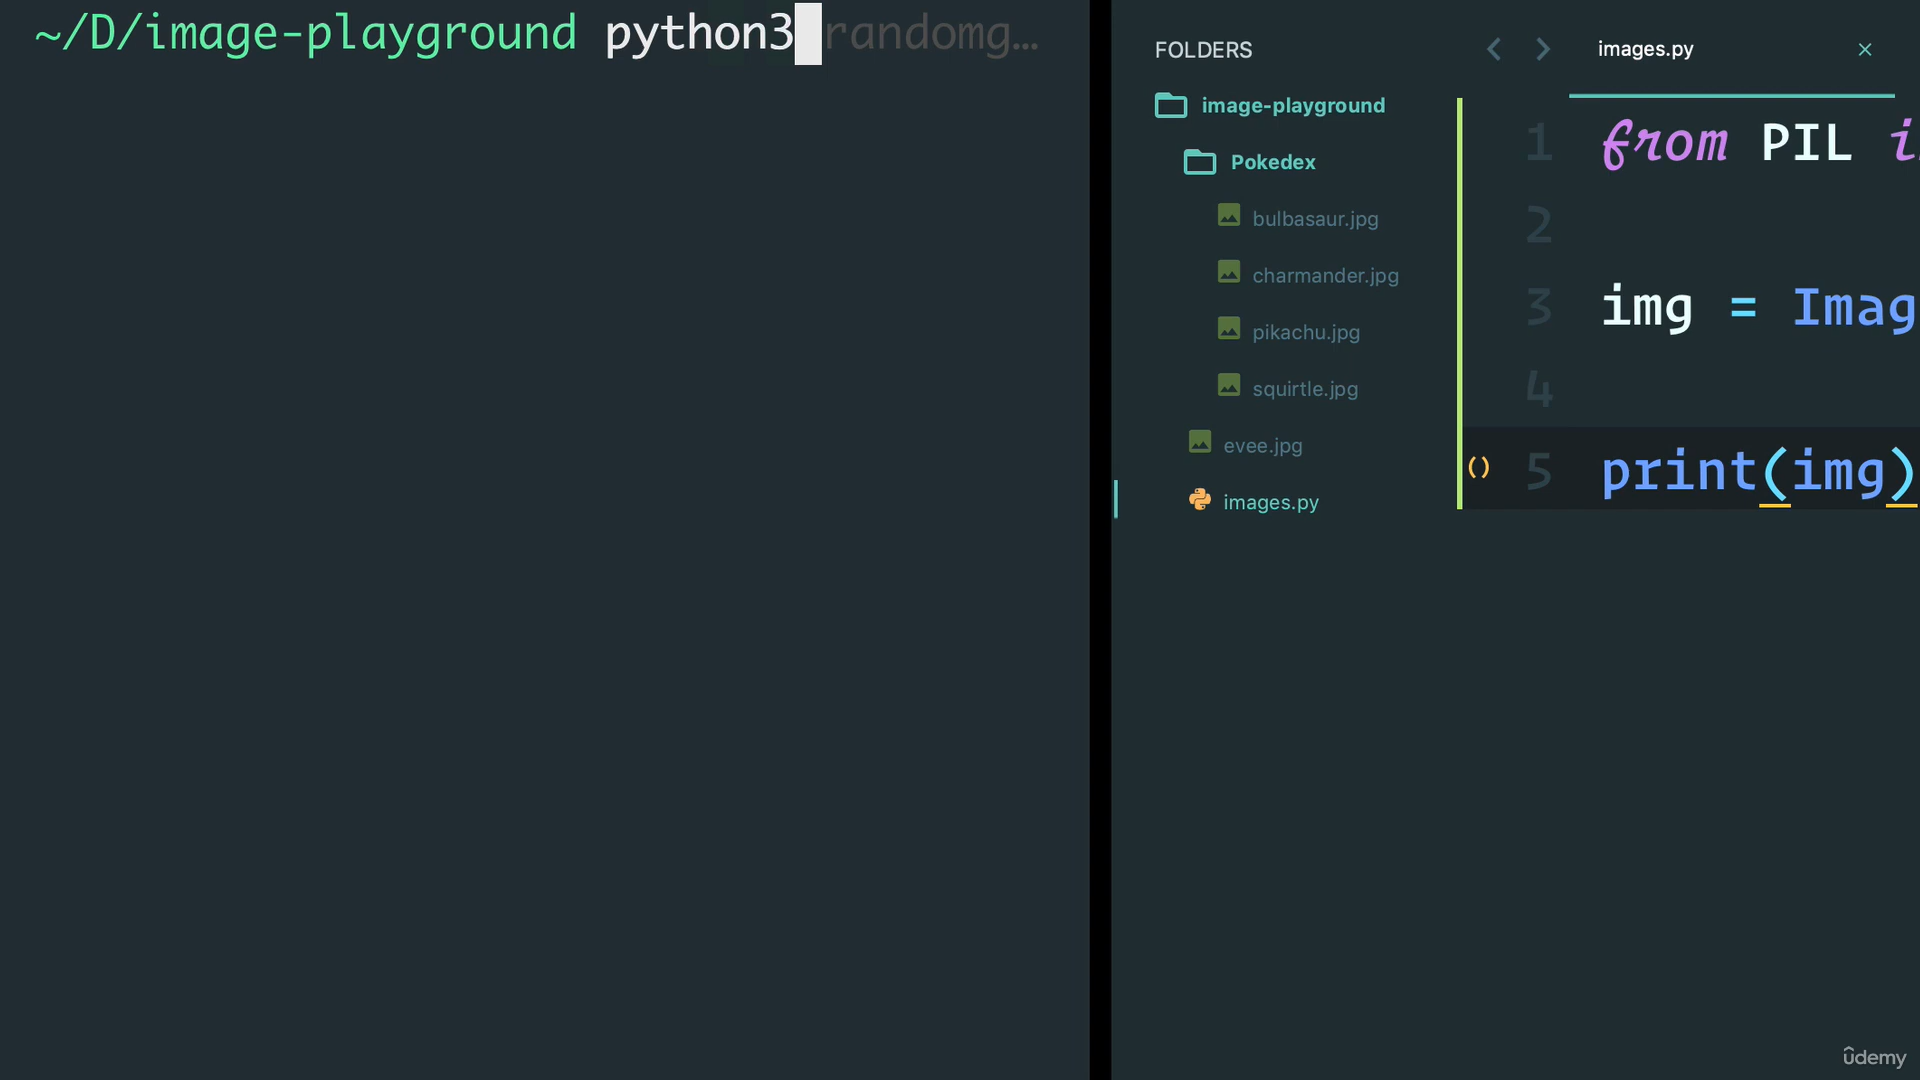 ~/D/image-playground python3 randomg…
FOLDERS
image-playground
Pokedex
bulbasaur.jpg
charmander.jpg
pikachu.jpg
squirtle.jpg
evee.jpg
images.py
images.py
1 from PIL i
2
3 img = Imag
4
() 5 print(img)
udemy